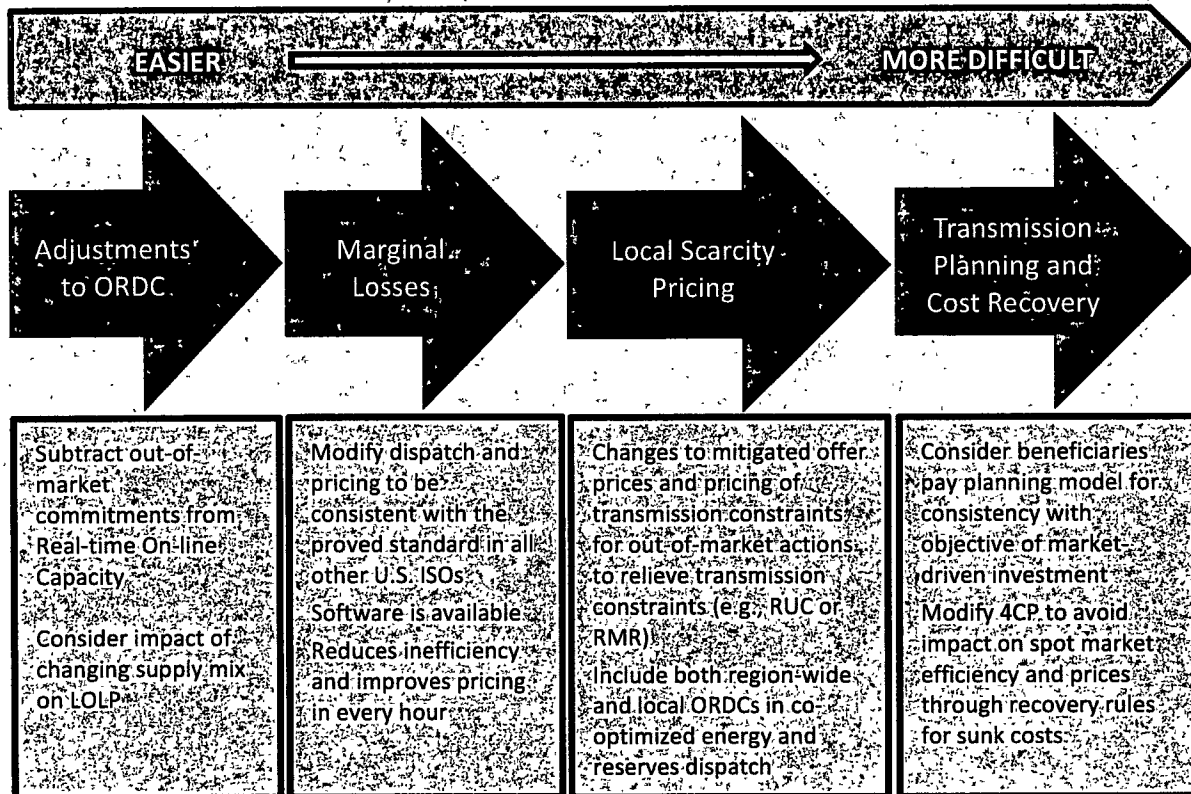 EASIER
MORE DIFFICULT
Adjustments
to ORDC
Marginal
Losses
Local Scarcity
Pricing
Transmission
Planning and
Cost Recovery
Subtract out-of-
market
commitments from
Real-time On-line
Capacity
Consider impact of
changing supply mix
on LOLP
Modify dispatch and
pricing to be
consistent with the
proved standard in all
other U.S. ISOs
Software is available
Reduces inefficiency
and improves pricing
in every hour
Changes to mitigated offer
prices and pricing of
transmission constraints
for out-of-market actions
to relieve transmission
constraints (e.g., RUC or
RMR)
Include both region-wide
and local ORDCs in co-
optimized energy and
reserves dispatch
Consider beneficiaries
pay planning model for
consistency with
objective of market
driven investment
Modify 4CP to avoid
impact on spot market
efficiency and prices
through recovery rules
for sunk costs.